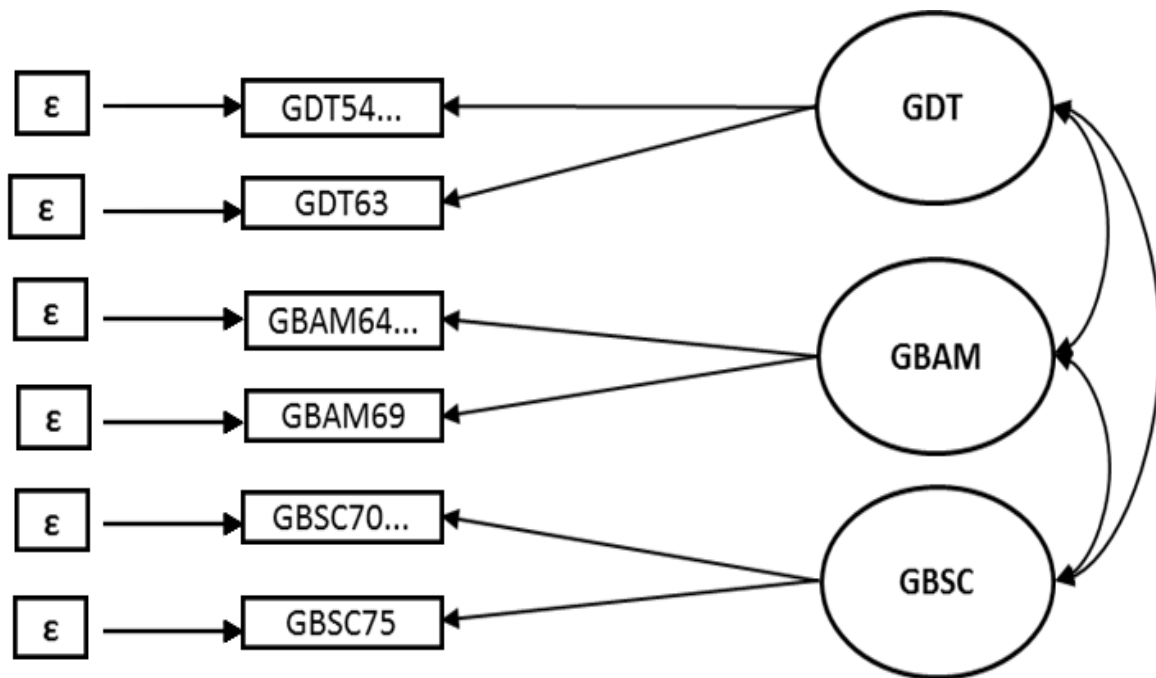 ε
GDT54...
GDT
ε
GDT63
ε
GBAM64...
GBAM
ε
GBAM69
ε
GBSC70...
GBSC
ε
GBSC75